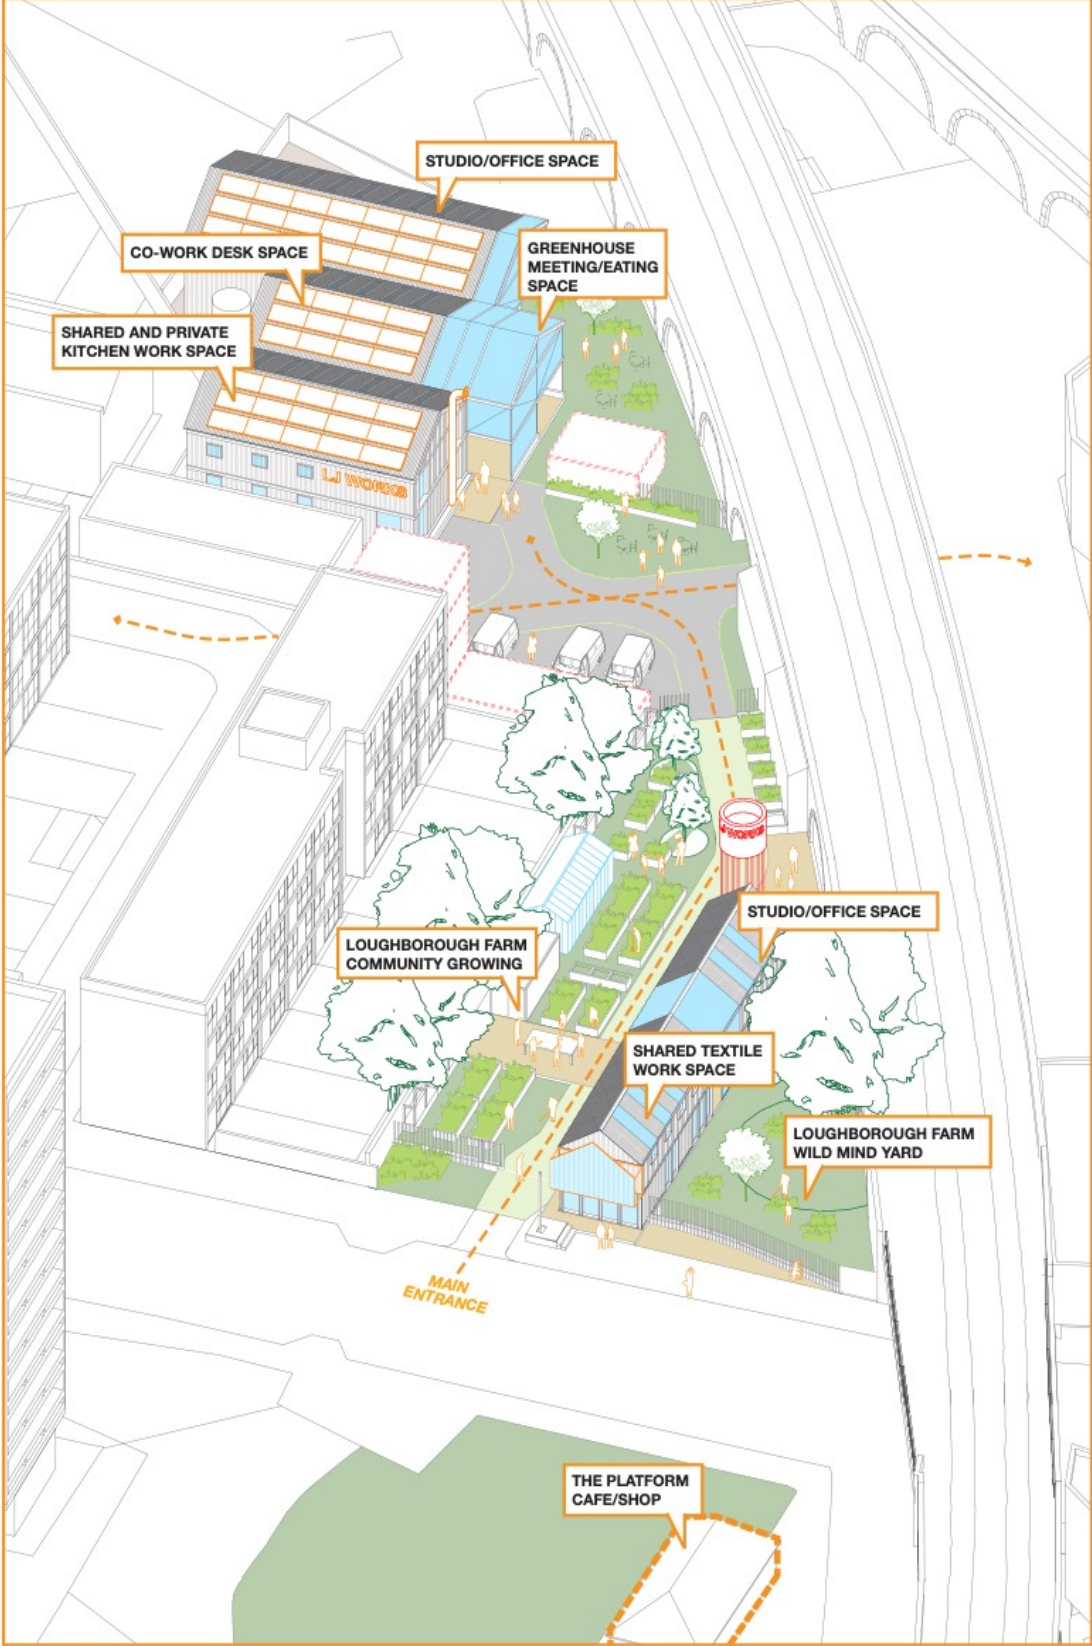 STUDIO/OFFICE SPACE
CO-WORK DESK SPACE
GREENHOUSE
MEETING/EATING
SPACE
SHARED AND PRIVATE
KITCHEN WORK SPACE
LJ WORKS
LJ WORKS
STUDIO/OFFICE SPACE
LOUGHBOROUGH FARM
COMMUNITY GROWING
SHARED TEXTILE
WORK SPACE
LOUGHBOROUGH FARM
WILD MIND YARD
MAIN
ENTRANCE
THE PLATFORM
CAFE/SHOP